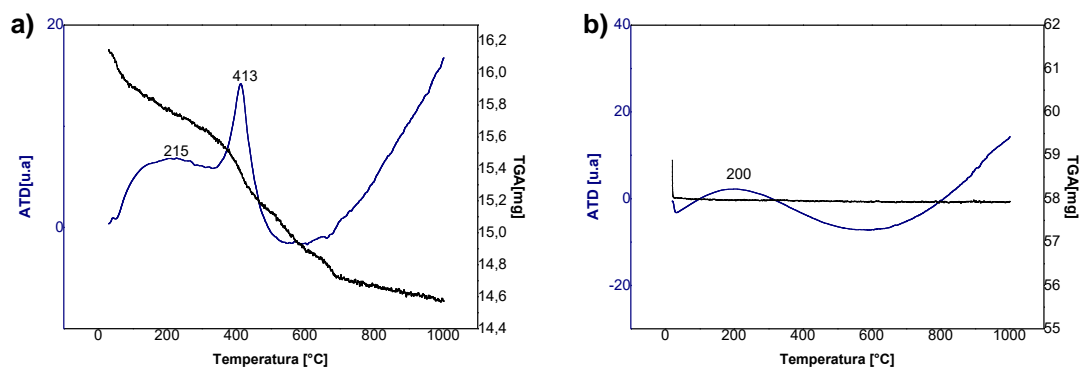 a)
ATD[u.a]
20
0
215
413
16,2
16,0
15,8
15,6
15,4
15,2
15,0
14,8
14,6
14,4
TGA[mg]
0 200 400 600 800 1000
Temperatura [°C]
b)
ATD [u.a]
40
20
0
-20
200
62
61
60
59
58
57
56
55
TGA[mg]
0 200 400 600 800 1000
Temperatura [°C]